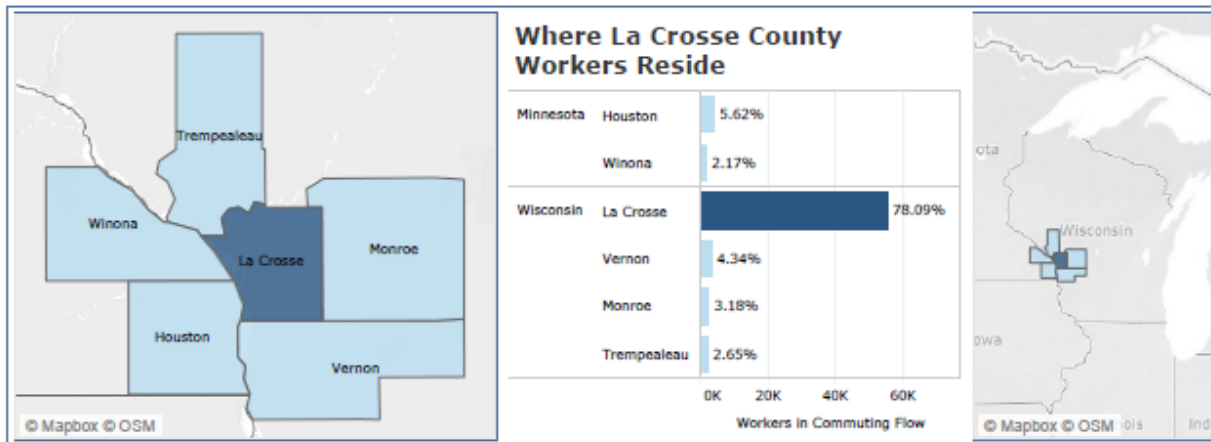 Trempealeau
Winona
La Crosse
Monroe
Houston
Vernon
© Mapbox © OSM
Where La Crosse County
Workers Reside
Minnesota Houston 5.62%
Winona 2.17%
Wisconsin La Crosse 78.09%
Vernon 4.34%
Monroe 3.18%
Trempealeau 2.65%
0K 20K 40K 60K
Workers in Commuting Flow
ota
Wisconsin
owa
© Mapbox © OSM ois Ind